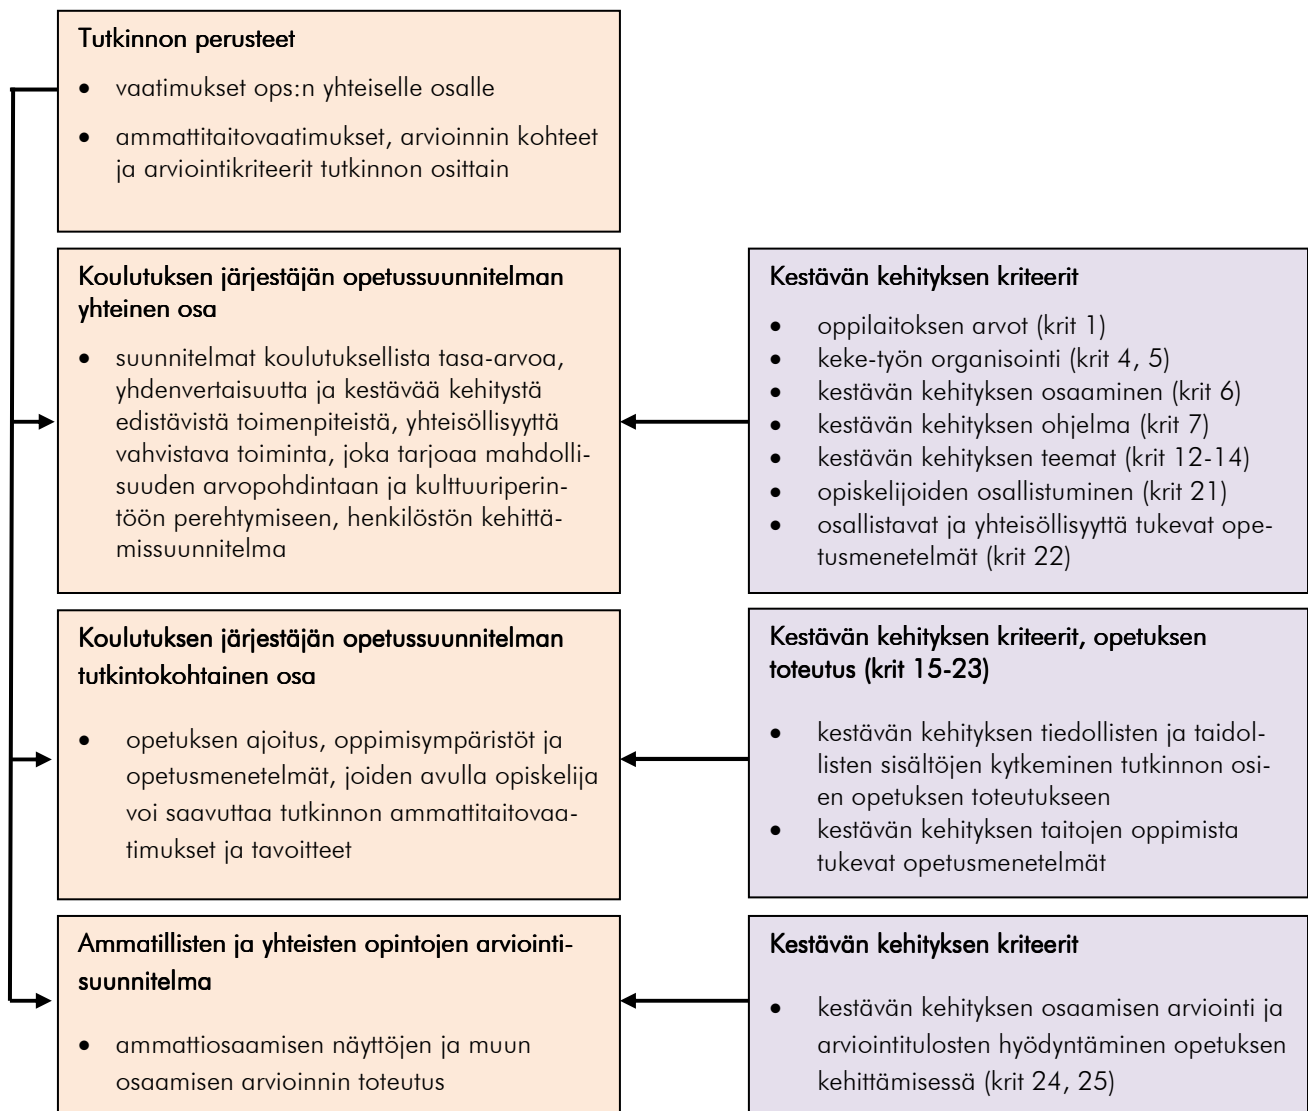 Tutkinnon perusteet
• vaatimukset ops:n yhteiselle osalle
• ammattitaitovaatimukset, arvioinnin kohteet
ja arviointikriteerit tutkinnon osittain
Koulutuksen järjestäjän opetussuunnitelman
yhteinen osa
• suunnitelmat koulutuksellista tasa-arvoa,
yhdenvertaisuutta ja kestävää kehitystä
edistävistä toimenpiteistä, yhteisöllisyyttä
vahvistava toiminta, joka tarjoaa mahdolli-
suuden arvopohdintaan ja kulttuuriperin-
töön perehtymiseen, henkilöstön kehittä-
missuunnitelma
Kestävän kehityksen kriteerit
• oppilaitoksen arvot (krit 1)
• keke-työn organisointi (krit 4, 5)
• kestävän kehityksen osaaminen (krit 6)
• kestävän kehityksen ohjelma (krit 7)
• kestävän kehityksen teemat (krit 12-14)
• opiskelijoiden osallistuminen (krit 21)
• osallistavat ja yhteisöllisyyttä tukevat ope-
tusmenetelmät (krit 22)
Koulutuksen järjestäjän opetussuunnitelman
tutkintokohtainen osa
• opetuksen ajoitus, oppimisympäristöt ja
opetusmenetelmät, joiden avulla opiskelija
voi saavuttaa tutkinnon ammattitaitovaa-
timukset ja tavoitteet
Kestävän kehityksen kriteerit, opetuksen
toteutus (krit 15-23)
• kestävän kehityksen tiedollisten ja taidol-
listen sisältöjen kytkeminen tutkinnon osi-
en opetuksen toteutukseen
• kestävän kehityksen taitojen oppimista
tukevat opetusmenetelmät
Ammatillisten ja yhteisten opintojen arviointi-
suunnitelma
• ammattiosaamisen näyttöjen ja muun
osaamisen arvioinnin toteutus
Kestävän kehityksen kriteerit
• kestävän kehityksen osaamisen arviointi ja
arviointitulosten hyödyntäminen opetuksen
kehittämisessä (krit 24, 25)